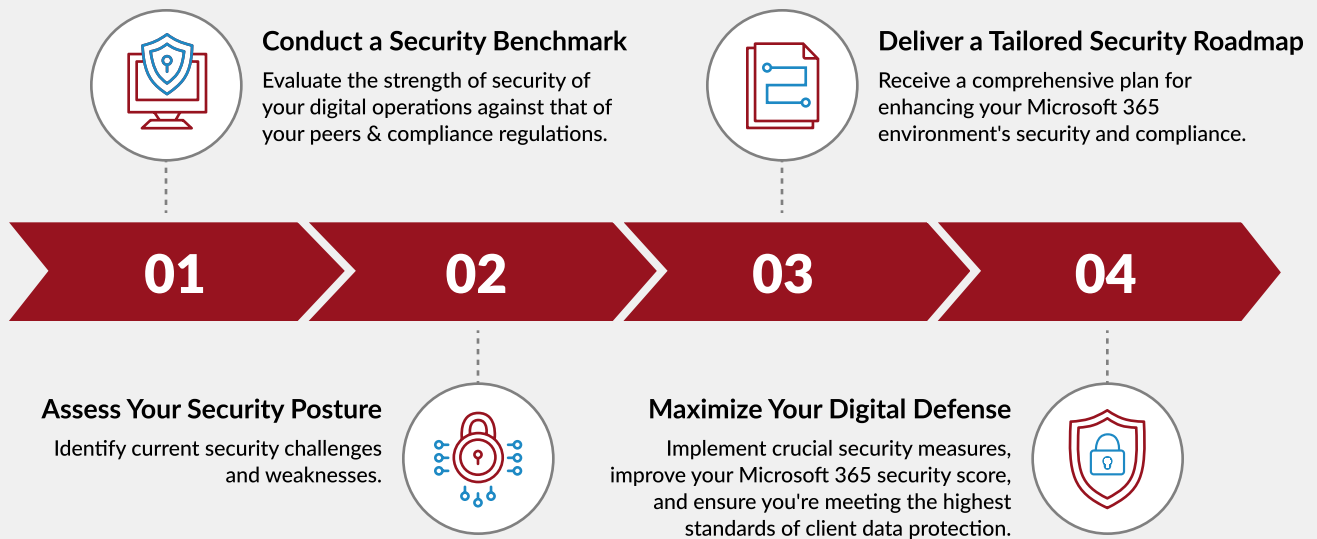 Conduct a Security Benchmark
Evaluate the strength of security of
your digital operations against that of
your peers & compliance regulations.
Deliver a Tailored Security Roadmap
Receive a comprehensive plan for
enhancing your Microsoft 365
environment's security and compliance.
01
02
03
04
Assess Your Security Posture
Identify current security challenges
and weaknesses.
Maximize Your Digital Defense
Implement crucial security measures,
improve your Microsoft 365 security score,
and ensure you're meeting the highest
standards of client data protection.